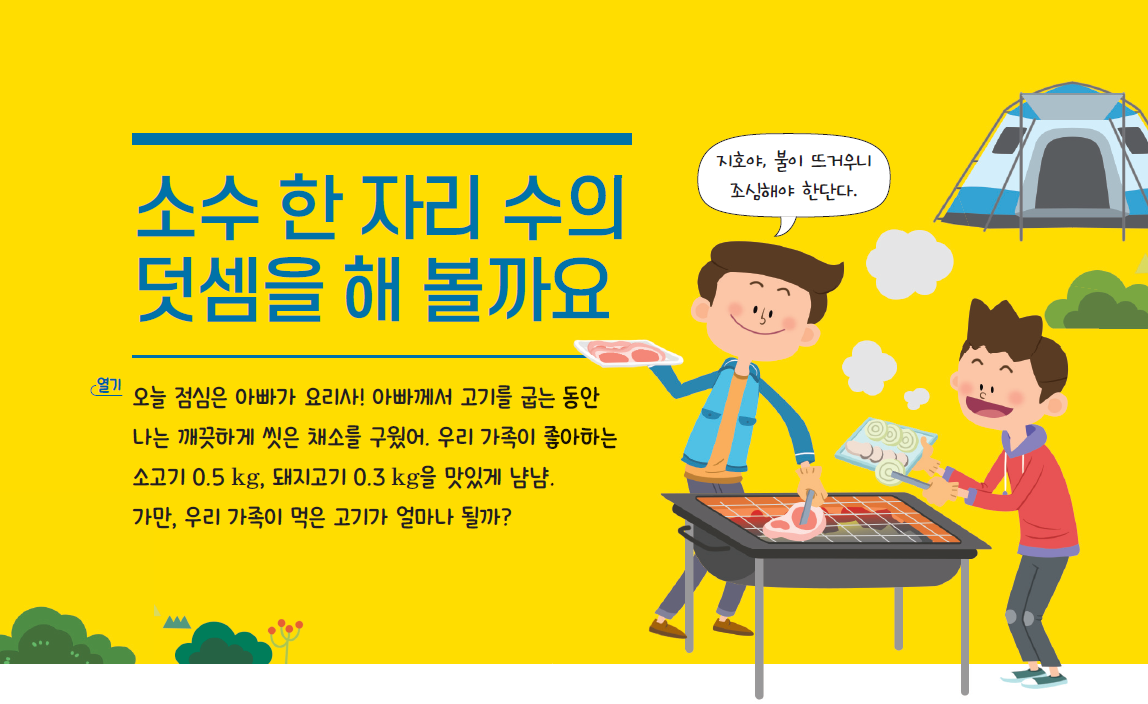 소수 한 자리 수의
덧셈을 해 볼까요
지호야, 불이 뜨거우니
조심해야 한단다.
열기
오늘 점심은 아빠가 요리사! 아빠께서 고기를 굽는 동안
나는 깨끗하게 씻은 채소를 구웠어. 우리 가족이 좋아하는
소고기 0.5 kg, 돼지고기 0.3 kg을 맛있게 냠냠.
가만, 우리 가족이 먹은 고기가 얼마나 될까?